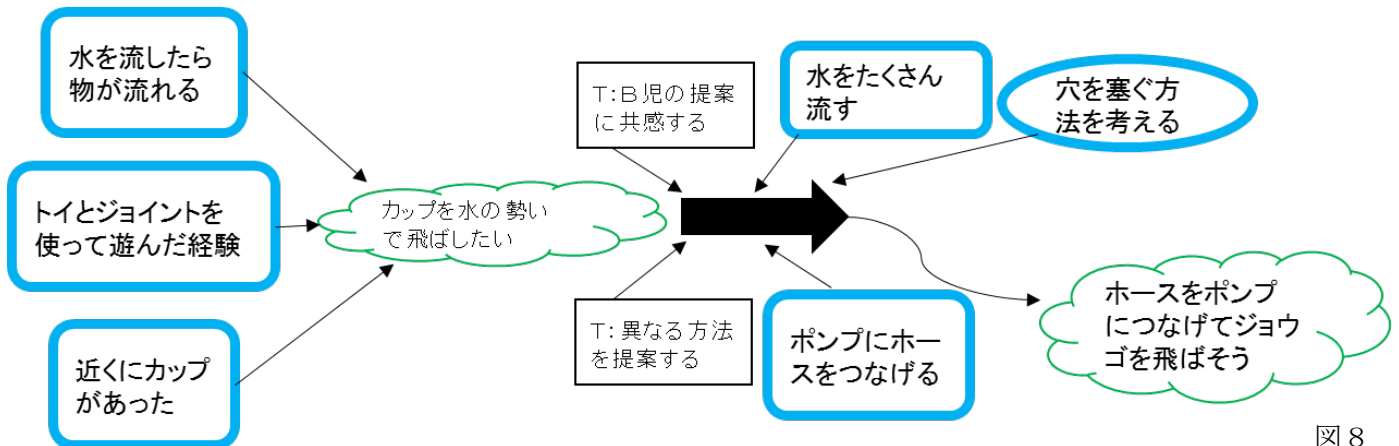 水を流したら
物が流れる
トイとジョイントを
使って遊んだ経験
近くにカップ
があった
カップを水の勢い
で飛ばしたい
T:B児の提案
に共感する
T:異なる方法
を提案する
水をたくさん
流す
穴を塞ぐ方
法を考える
ポンプにホー
スをつなげる
ホースをポンプ
につなげてジョウ
ゴを飛ばそう
図8